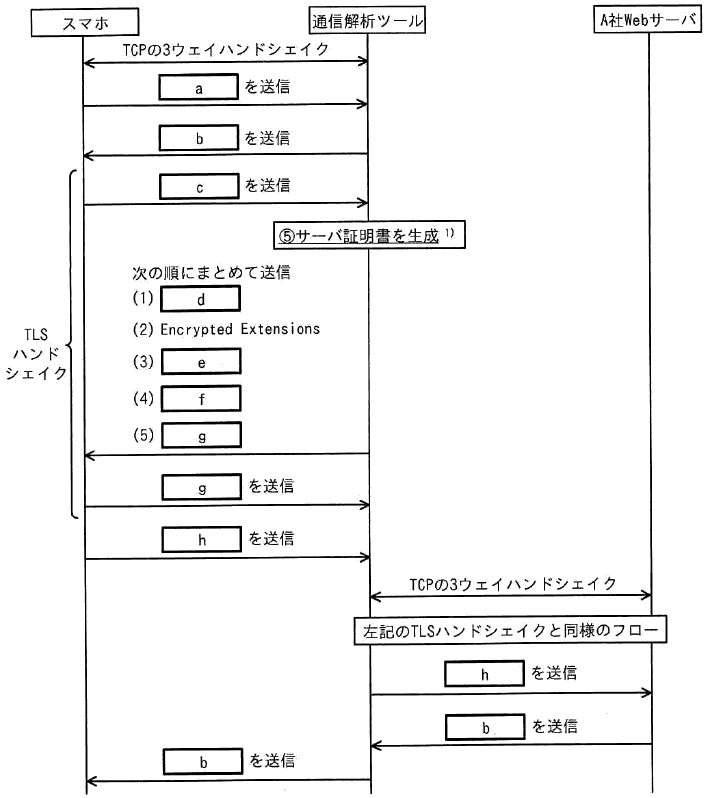 スマホ
通信解析ツール
A社Webサーバ
TCPの3ウェイハンドシェイク
a を送信
b を送信
c を送信
⑤サーバ証明書を生成 1)
次の順にまとめて送信
(1) d
(2) Encrypted Extensions
(3) e
(4) f
(5) g
TLS
ハンド
シェイク
g を送信
h を送信
TCPの3ウェイハンドシェイク
左記のTLSハンドシェイクと同様のフロー
h を送信
b を送信
b を送信